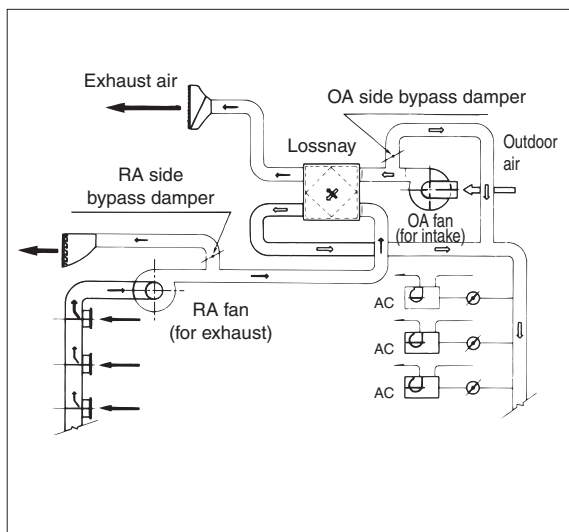 Exhaust air
OA side bypass damper
Lossnay
Outdoor
air
RA side
bypass damper
OA fan
(for intake)
RA fan
(for exhaust)
AC
AC
AC